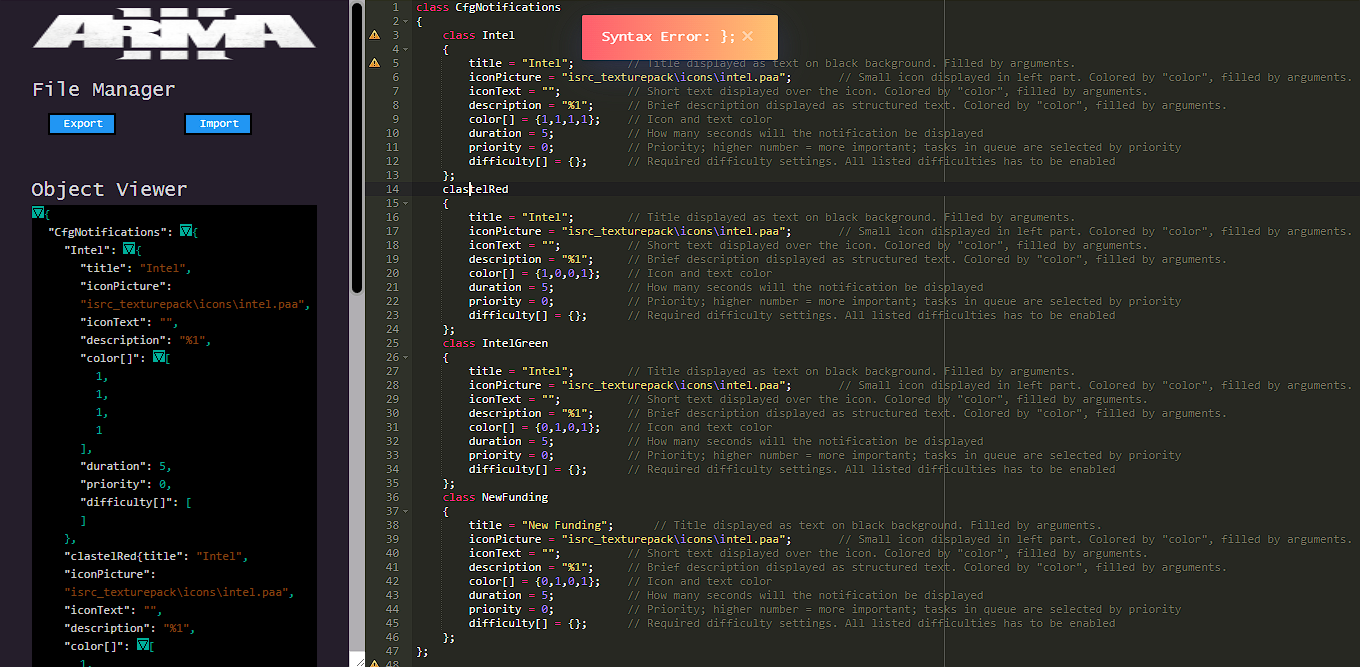 ARMA
III
File Manager
Export
Import
Object Viewer
{
"CfgNotifications": {
"Intel": {
"title": "Intel",
"iconPicture":
"isrc_texturepack\icons\intel.paa",
"iconText": "",
"description": "%1",
"color[]": [
1,
1,
1,
1
],
"duration": 5,
"priority": 0,
"difficulty[]": [
]
},
"clastelRed{title": "Intel",
"iconPicture":
"isrc_texturepack\icons\intel.paa",
"iconText": "",
"description": "%1",
"color[]": [
1,
Syntax Error: }; ×
1 class CfgNotifications
2 {
3 class Intel
4 {
5 title = "Intel"; // Title displayed as text on black background. Filled by arguments.
6 iconPicture = "isrc_texturepack\icons\intel.paa"; // Small icon displayed in left part. Colored by "color", filled by arguments.
7 iconText = ""; // Short text displayed over the icon. Colored by "color", filled by arguments.
8 description = "%1"; // Brief description displayed as structured text. Colored by "color", filled by arguments.
9 color[] = {1,1,1,1}; // Icon and text color
10 duration = 5; // How many seconds will the notification be displayed
11 priority = 0; // Priority; higher number = more important; tasks in queue are selected by priority
12 difficulty[] = {}; // Required difficulty settings. All listed difficulties has to be enabled
13 };
14 clastelRed
15 {
16 title = "Intel"; // Title displayed as text on black background. Filled by arguments.
17 iconPicture = "isrc_texturepack\icons\intel.paa"; // Small icon displayed in left part. Colored by "color", filled by arguments.
18 iconText = ""; // Short text displayed over the icon. Colored by "color", filled by arguments.
19 description = "%1"; // Brief description displayed as structured text. Colored by "color", filled by arguments.
20 color[] = {1,0,0,1}; // Icon and text color
21 duration = 5; // How many seconds will the notification be displayed
22 priority = 0; // Priority; higher number = more important; tasks in queue are selected by priority
23 difficulty[] = {}; // Required difficulty settings. All listed difficulties has to be enabled
24 };
25 class IntelGreen
26 {
27 title = "Intel"; // Title displayed as text on black background. Filled by arguments.
28 iconPicture = "isrc_texturepack\icons\intel.paa"; // Small icon displayed in left part. Colored by "color", filled by arguments.
29 iconText = ""; // Short text displayed over the icon. Colored by "color", filled by arguments.
30 description = "%1"; // Brief description displayed as structured text. Colored by "color", filled by arguments.
31 color[] = {0,1,0,1}; // Icon and text color
32 duration = 5; // How many seconds will the notification be displayed
33 priority = 0; // Priority; higher number = more important; tasks in queue are selected by priority
34 difficulty[] = {}; // Required difficulty settings. All listed difficulties has to be enabled
35 };
36 class NewFunding
37 {
38 title = "New Funding"; // Title displayed as text on black background. Filled by arguments.
39 iconPicture = "isrc_texturepack\icons\intel.paa"; // Small icon displayed in left part. Colored by "color", filled by arguments.
40 iconText = ""; // Short text displayed over the icon. Colored by "color", filled by arguments.
41 description = "%1"; // Brief description displayed as structured text. Colored by "color", filled by arguments.
42 color[] = {0,1,0,1}; // Icon and text color
43 duration = 5; // How many seconds will the notification be displayed
44 priority = 0; // Priority; higher number = more important; tasks in queue are selected by priority
45 difficulty[] = {}; // Required difficulty settings. All listed difficulties has to be enabled
46 };
47 };
48